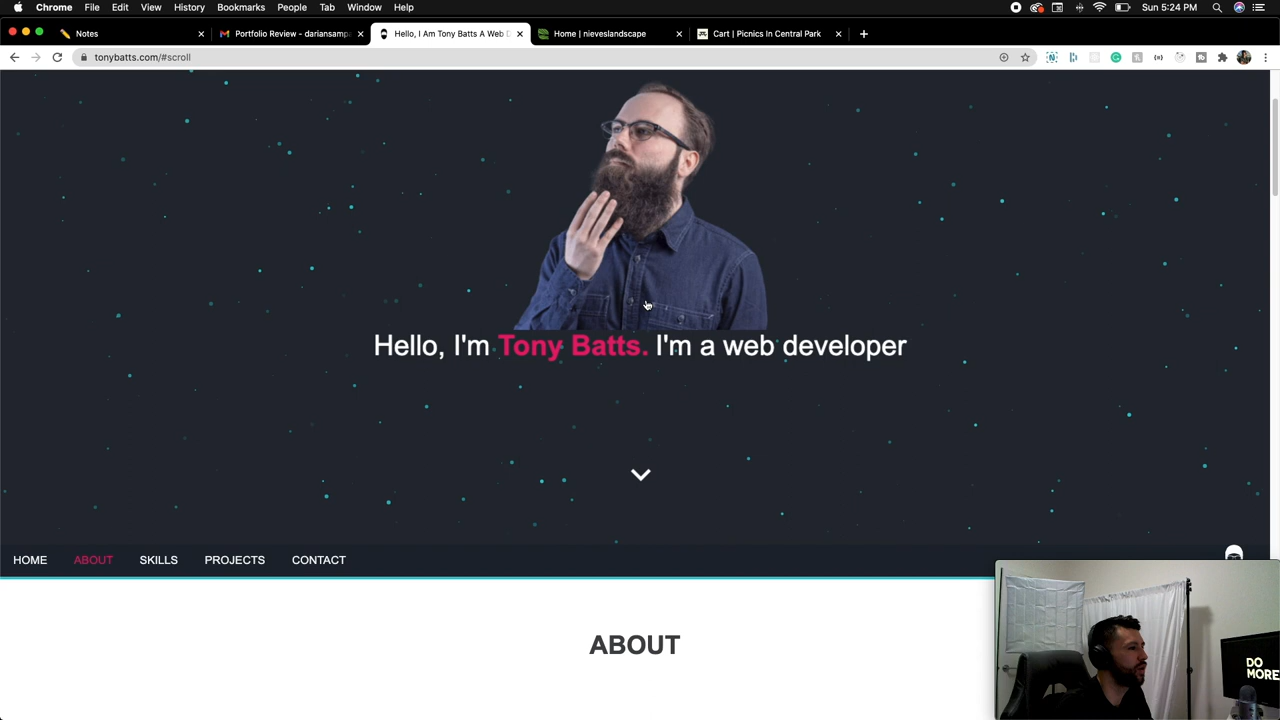 Chrome File Edit View History Bookmarks People Tab Window Help Sun 5:24 PM
Notes Portfolio Review - dariansampa Hello, I Am Tony Batts A Web D Home | nieveslandscape Cart | Picnics In Central Park
tonybatts.com/#scroll
Hello, I'm Tony Batts. I'm a web developer
HOME ABOUT SKILLS PROJECTS CONTACT
ABOUT
DO
MORE